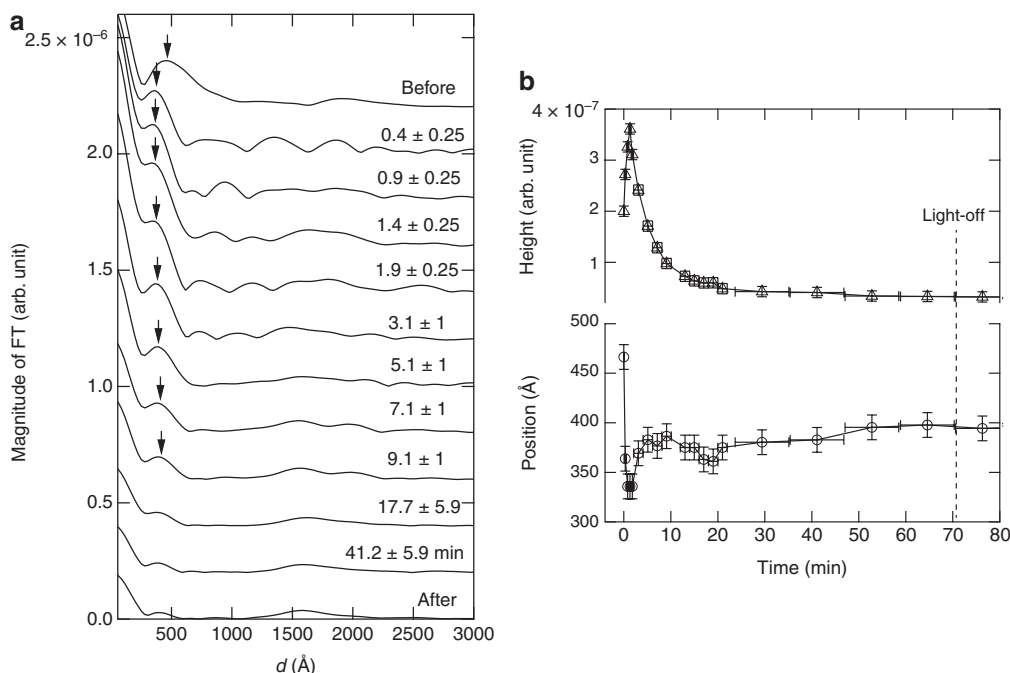 a
2.5 × 10⁻⁶
2.0
1.5
1.0
0.5
0.0
Magnitude of FT (arb. unit)
Before
0.4 ± 0.25
0.9 ± 0.25
1.4 ± 0.25
1.9 ± 0.25
3.1 ± 1
5.1 ± 1
7.1 ± 1
9.1 ± 1
17.7 ± 5.9
41.2 ± 5.9 min
After
500 1000 1500 2000 2500 3000
d (Å)
b
4 × 10⁻⁷
3
2
1
Height (arb. unit)
Light-off
500
450
400
350
300
Position (Å)
0 10 20 30 40 50 60 70 80
Time (min)